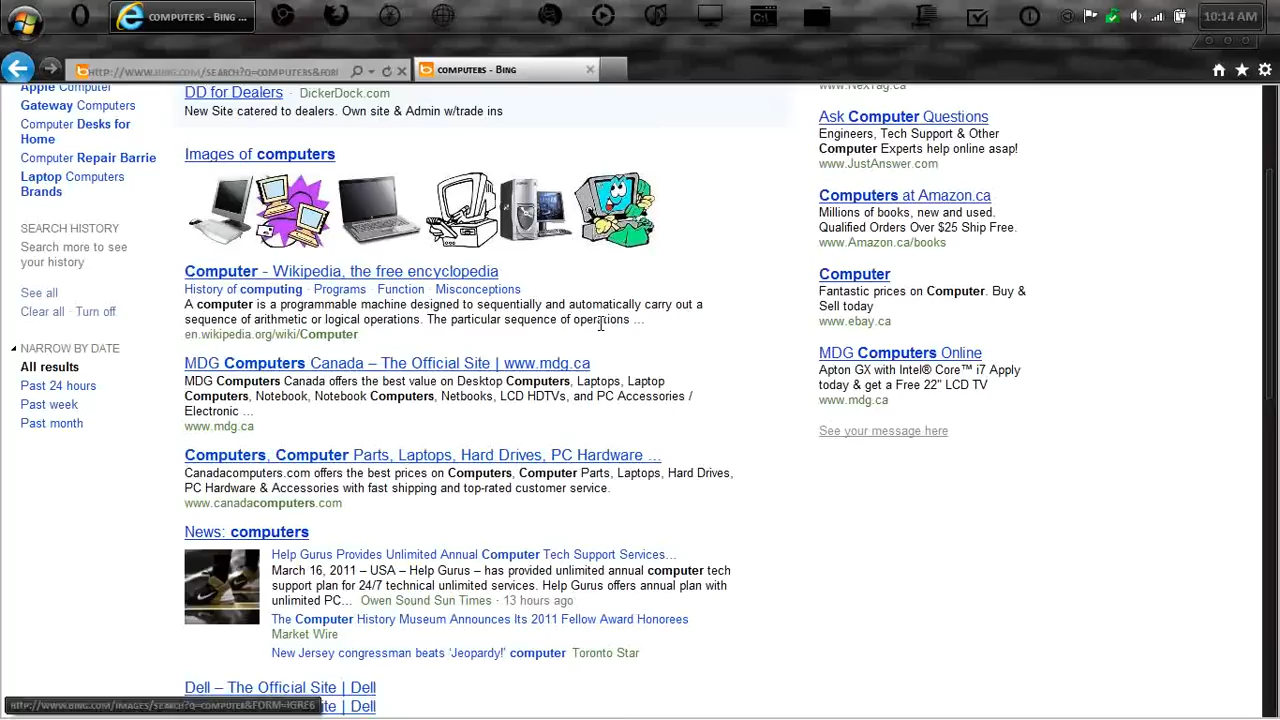 COMPUTERS - BING ...
C:\
10:14 AM
HTTP://WWW.BING.COM/SEARCH?Q=COMPUTERS&FORM
COMPUTERS - BING
Apple Computer
Gateway Computers
Computer Desks for
Home
Computer Repair Barrie
Laptop Computers
Brands
SEARCH HISTORY
Search more to see
your history
See all
Clear all · Turn off
NARROW BY DATE
All results
Past 24 hours
Past week
Past month
DD for Dealers · DickerDock.com
New Site catered to dealers. Own site & Admin w/trade ins
Images of computers
Computer - Wikipedia, the free encyclopedia
History of computing · Programs · Function · Misconceptions
A computer is a programmable machine designed to sequentially and automatically carry out a
sequence of arithmetic or logical operations. The particular sequence of operations ...
en.wikipedia.org/wiki/Computer
MDG Computers Canada – The Official Site | www.mdg.ca
MDG Computers Canada offers the best value on Desktop Computers, Laptops, Laptop
Computers, Notebook, Notebook Computers, Netbooks, LCD HDTVs, and PC Accessories /
Electronic ...
www.mdg.ca
Computers, Computer Parts, Laptops, Hard Drives, PC Hardware ...
Canadacomputers.com offers the best prices on Computers, Computer Parts, Laptops, Hard Drives,
PC Hardware & Accessories with fast shipping and top-rated customer service.
www.canadacomputers.com
News: computers
Help Gurus Provides Unlimited Annual Computer Tech Support Services...
March 16, 2011 – USA – Help Gurus – has provided unlimited annual computer tech
support plan for 24/7 technical unlimited services. Help Gurus offers annual plan with
unlimited PC... Owen Sound Sun Times · 13 hours ago
The Computer History Museum Announces Its 2011 Fellow Award Honorees
Market Wire
New Jersey congressman beats 'Jeopardy!' computer Toronto Star
Dell – The Official Site | Dell
ial Site | Dell
www.NexTag.ca
Ask Computer Questions
Engineers, Tech Support & Other
Computer Experts help online asap!
www.JustAnswer.com
Computers at Amazon.ca
Millions of books, new and used.
Qualified Orders Over $25 Ship Free.
www.Amazon.ca/books
Computer
Fantastic prices on Computer. Buy &
Sell today
www.ebay.ca
MDG Computers Online
Apton GX with Intel® Core™ i7 Apply
today & get a Free 22" LCD TV
www.mdg.ca
See your message here
HTTP://WWW.BING.COM/IMAGES/SEARCH?Q=COMPUTER&FORM=IGRE6